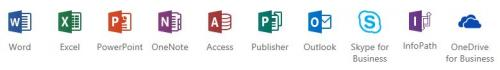 Word
Excel
PowerPoint
OneNote
Access
Publisher
Outlook
Skype for
Business
InfoPath
OneDrive
for Business